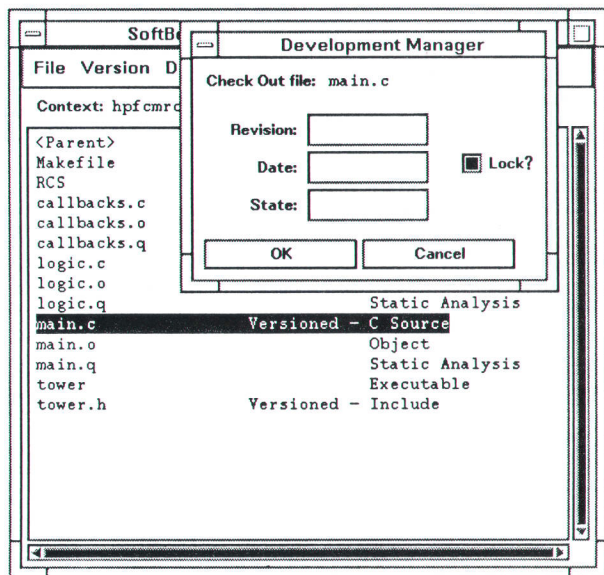 SoftBe
Development Manager
File Version D
Check Out file: main.c
Context: hpfcmrc
Revision:
Date:
Lock?
State:
OK Cancel
<Parent>
Makefile
RCS
callbacks.c
callbacks.o
callbacks.q
logic.c
logic.o
logic.q Static Analysis
main.c Versioned - C Source
main.o Object
main.q Static Analysis
tower Executable
tower.h Versioned - Include